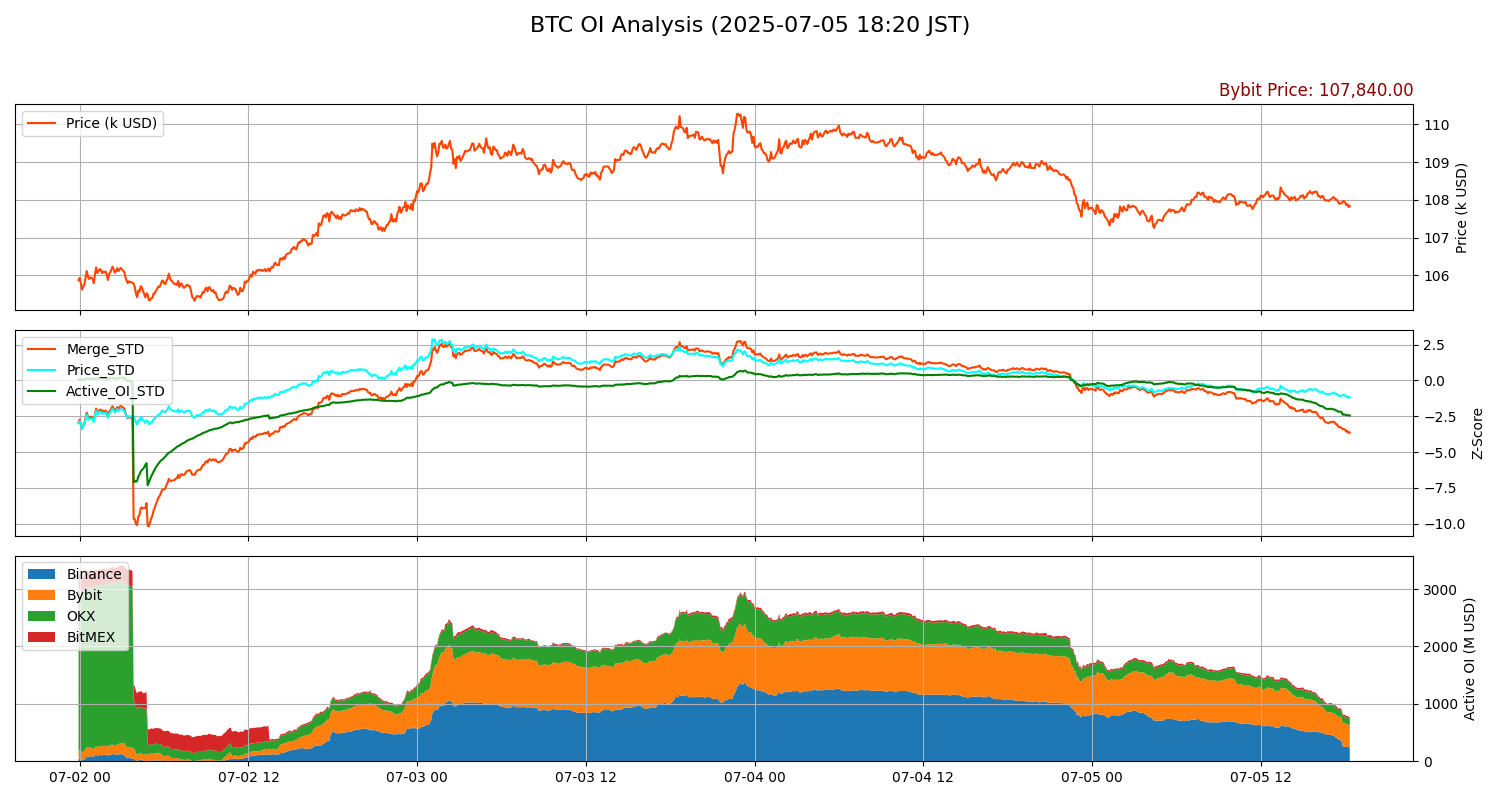 BTC OI Analysis (2025-07-05 18:20 JST)
Bybit Price: 107,840.00
Price (k USD)
110
109
108
107
106
Price (k USD)
Merge_STD
Price_STD
Active_OI_STD
2.5
0.0
−2.5
−5.0
−7.5
−10.0
Z-Score
Binance
Bybit
OKX
BitMEX
3000
2000
1000
0
Active OI (M USD)
07-02 00
07-02 12
07-03 00
07-03 12
07-04 00
07-04 12
07-05 00
07-05 12